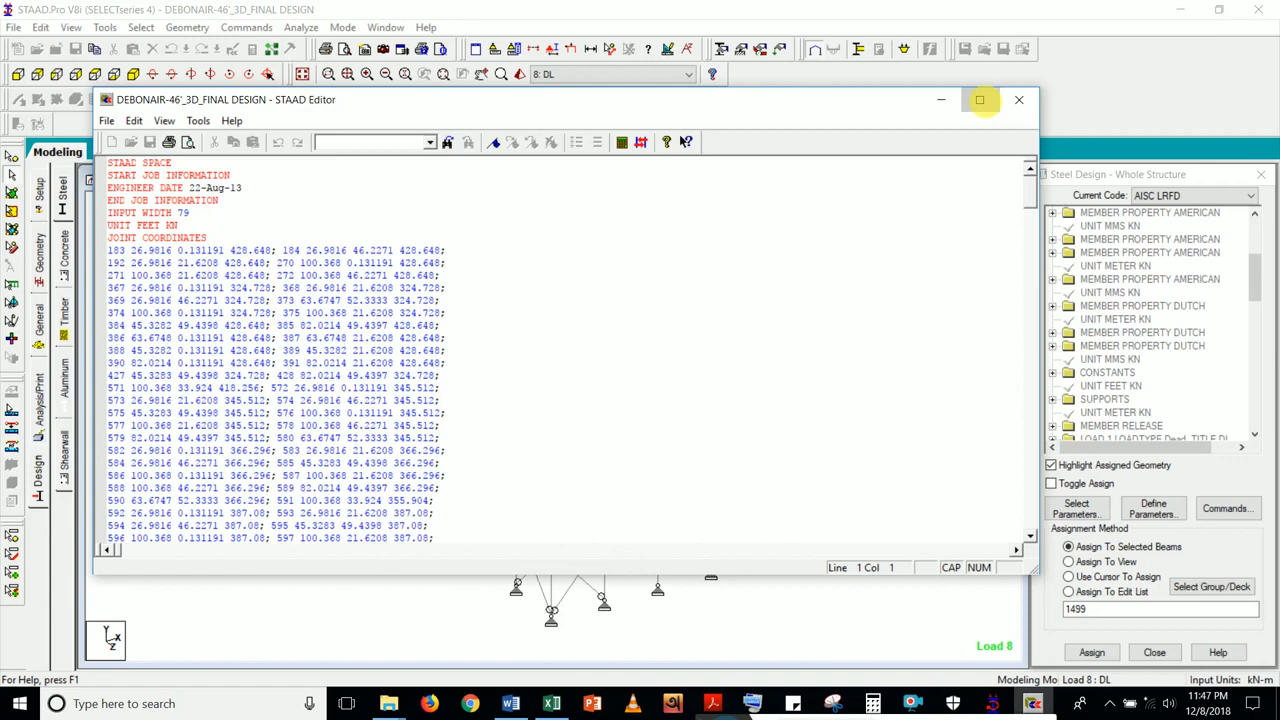 STAAD.Pro V8i (SELECTseries 4) - DEBONAIR-46'_3D_FINAL DESIGN
File Edit View Tools Select Geometry Commands Analyze Mode Window Help
8: DL
DEBONAIR-46'_3D_FINAL DESIGN - STAAD Editor
File Edit View Tools Help
STAAD SPACE
START JOB INFORMATION
ENGINEER DATE 22-Aug-13
END JOB INFORMATION
INPUT WIDTH 79
UNIT FEET KN
JOINT COORDINATES
183 26.9816 0.131191 428.648; 184 26.9816 46.2271 428.648;
192 26.9816 21.6208 428.648; 270 100.368 0.131191 428.648;
271 100.368 21.6208 428.648; 272 100.368 46.2271 428.648;
367 26.9816 0.131191 324.728; 368 26.9816 21.6208 324.728;
369 26.9816 46.2271 324.728; 373 63.6747 52.3333 324.728;
374 100.368 0.131191 324.728; 375 100.368 21.6208 324.728;
384 45.3282 49.4398 428.648; 385 82.0214 49.4397 428.648;
386 63.6748 0.131191 428.648; 387 63.6748 21.6208 428.648;
388 45.3282 0.131191 428.648; 389 45.3282 21.6208 428.648;
390 82.0214 0.131191 428.648; 391 82.0214 21.6208 428.648;
427 45.3283 49.4398 324.728; 428 82.0214 49.4397 324.728;
571 100.368 33.924 418.256; 572 26.9816 0.131191 345.512;
573 26.9816 21.6208 345.512; 574 26.9816 46.2271 345.512;
575 45.3283 49.4398 345.512; 576 100.368 0.131191 345.512;
577 100.368 21.6208 345.512; 578 100.368 46.2271 345.512;
579 82.0214 49.4397 345.512; 580 63.6747 52.3333 345.512;
582 26.9816 0.131191 366.296; 583 26.9816 21.6208 366.296;
584 26.9816 46.2271 366.296; 585 45.3283 49.4398 366.296;
586 100.368 0.131191 366.296; 587 100.368 21.6208 366.296;
588 100.368 46.2271 366.296; 589 82.0214 49.4397 366.296;
590 63.6747 52.3333 366.296; 591 100.368 33.924 355.904;
592 26.9816 0.131191 387.08; 593 26.9816 21.6208 387.08;
594 26.9816 46.2271 387.08; 595 45.3283 49.4398 387.08;
596 100.368 0.131191 387.08; 597 100.368 21.6208 387.08;
Line 1 Col 1 CAP NUM
Modeling
Setup
Geometry
General
Analysis/Print
Design
Steel
Concrete
Timber
Aluminum
Shearwall
Steel Design - Whole Structure
Current Code: AISC LRFD
MEMBER PROPERTY AMERICAN
UNIT MMS KN
MEMBER PROPERTY AMERICAN
MEMBER PROPERTY AMERICAN
UNIT METER KN
MEMBER PROPERTY AMERICAN
UNIT MMS KN
MEMBER PROPERTY DUTCH
UNIT METER KN
MEMBER PROPERTY DUTCH
MEMBER PROPERTY DUTCH
UNIT MMS KN
CONSTANTS
UNIT FEET KN
SUPPORTS
UNIT METER KN
MEMBER RELEASE
LOAD 1 LOADTYPE Dead TITLE DL
Highlight Assigned Geometry
Toggle Assign
Select Parameters..
Define Parameters..
Commands...
Assignment Method
Assign To Selected Beams
Assign To View
Use Cursor To Assign
Assign To Edit List
Select Group/Deck
1499
Assign Close Help
Y
X
Z
Load 8
For Help, press F1
Modeling Mo Load 8 : DL Input Units: kN-m
Type here to search
11:47 PM
12/8/2018